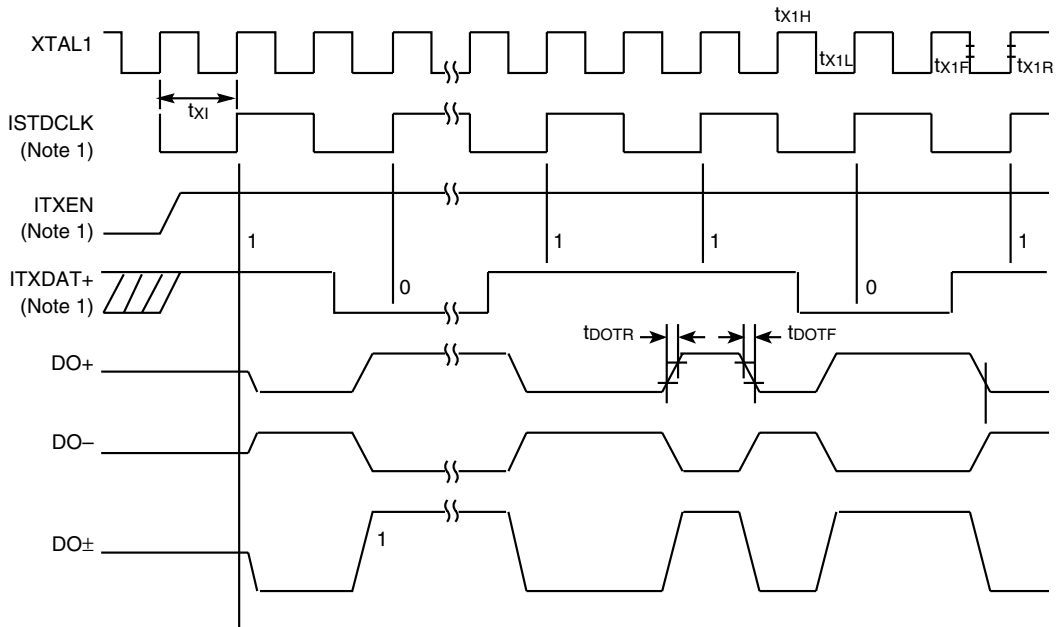 tX1H
XTAL1
tX1L
tX1F
tX1R
tXI
ISTDCLK
(Note 1)
ITXEN
(Note 1)
1
1
1
1
ITXDAT+
(Note 1)
0
0
tDOTR
tDOTF
DO+
DO–
DO±
1